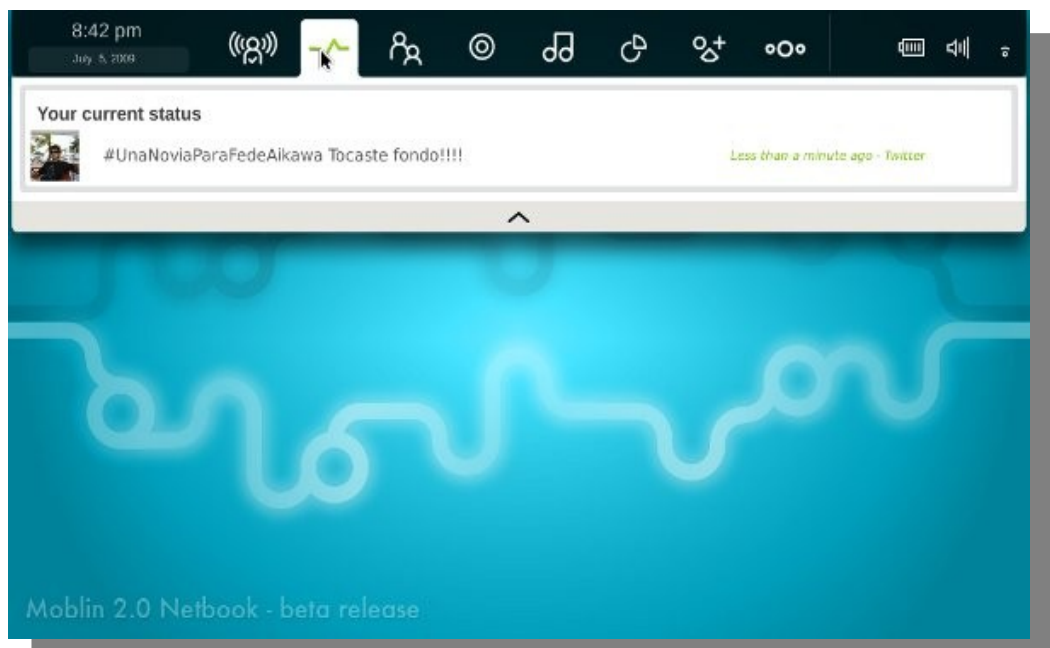 8:42 pm
July 5, 2009
Your current status
#UnaNoviaParaFedeAikawa Tocaste fondo!!!!
Less than a minute ago - Twitter
Moblin 2.0 Netbook - beta release